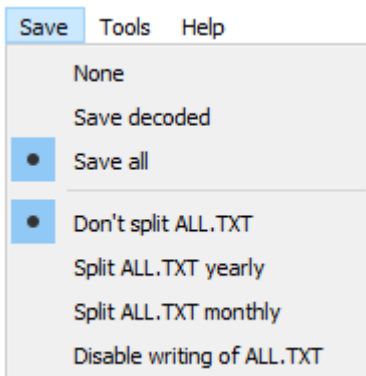 Save Tools Help
None
Save decoded
Save all
Don't split ALL.TXT
Split ALL.TXT yearly
Split ALL.TXT monthly
Disable writing of ALL.TXT